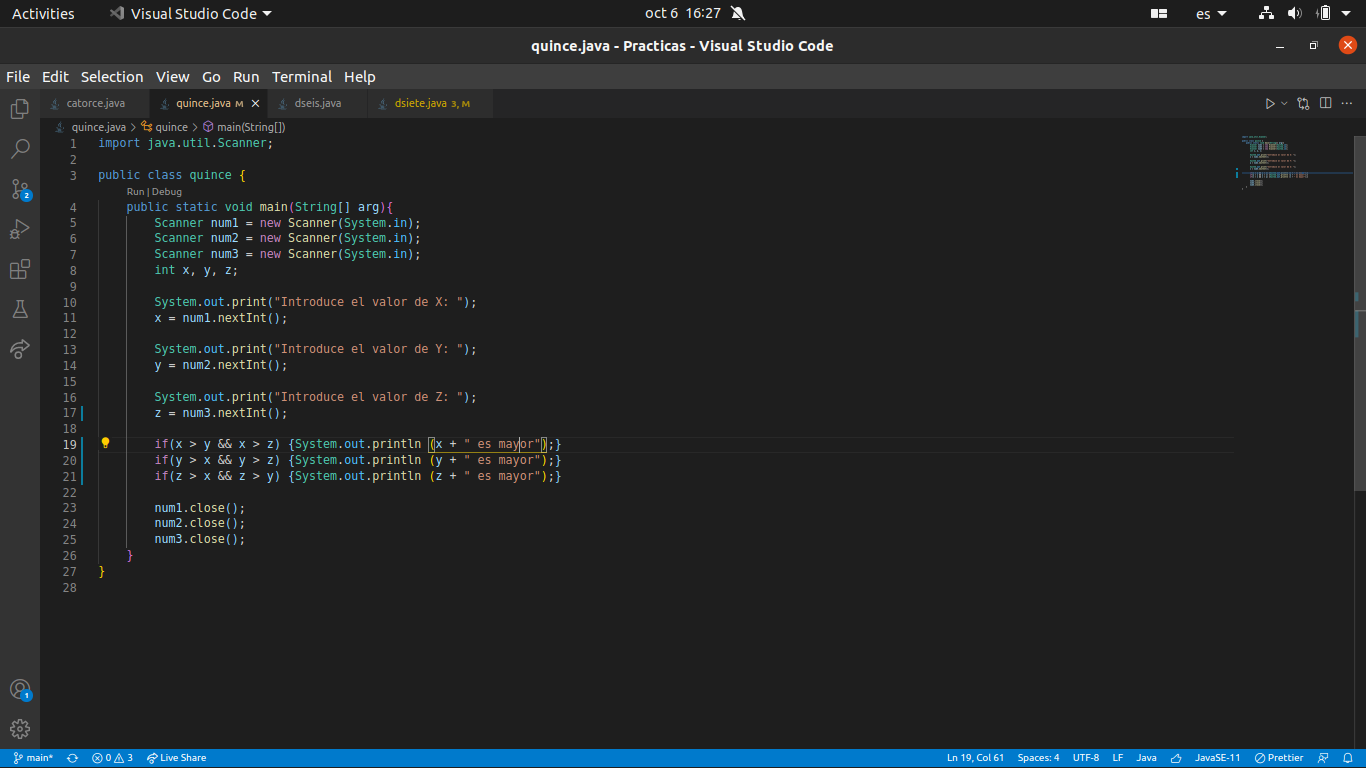 Activities Visual Studio Code oct 6 16:27 es
quince.java - Practicas - Visual Studio Code
File Edit Selection View Go Run Terminal Help
catorce.java quince.java M dseis.java dsiete.java 3, M
quince.java > quince > main(String[])
1 import java.util.Scanner;
2
3 public class quince {
Run | Debug
4 public static void main(String[] arg){
5 Scanner num1 = new Scanner(System.in);
6 Scanner num2 = new Scanner(System.in);
7 Scanner num3 = new Scanner(System.in);
8 int x, y, z;
9
10 System.out.print("Introduce el valor de X: ");
11 x = num1.nextInt();
12
13 System.out.print("Introduce el valor de Y: ");
14 y = num2.nextInt();
15
16 System.out.print("Introduce el valor de Z: ");
17 z = num3.nextInt();
18
19 if(x > y && x > z) {System.out.println (x + " es mayor");}
20 if(y > x && y > z) {System.out.println (y + " es mayor");}
21 if(z > x && z > y) {System.out.println (z + " es mayor");}
22
23 num1.close();
24 num2.close();
25 num3.close();
26 }
27 }
28
2
1
main* 0 3 Live Share Ln 19, Col 61 Spaces: 4 UTF-8 LF Java JavaSE-11 Prettier